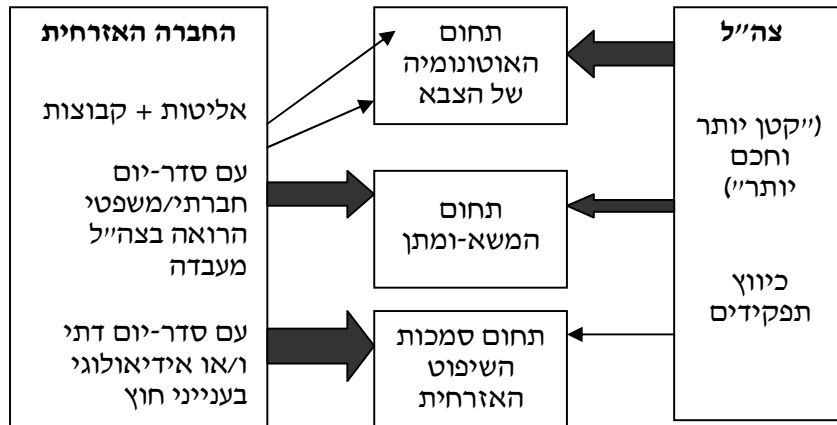 צה״ל
(״קטן יותר
וחכם
יותר״)
כיווץ
תפקידים
תחום
האוטונומיה
של הצבא
תחום
המשא-ומתן
תחום סמכות
השיפוט
האזרחית
החברה האזרחית
אליטות + קבוצות
עם סדר-יום
חברתי/משפטי
הרואה בצה״ל
מעבדה
עם סדר-יום דתי
ו/או אידיאולוגי
בענייני חוץ